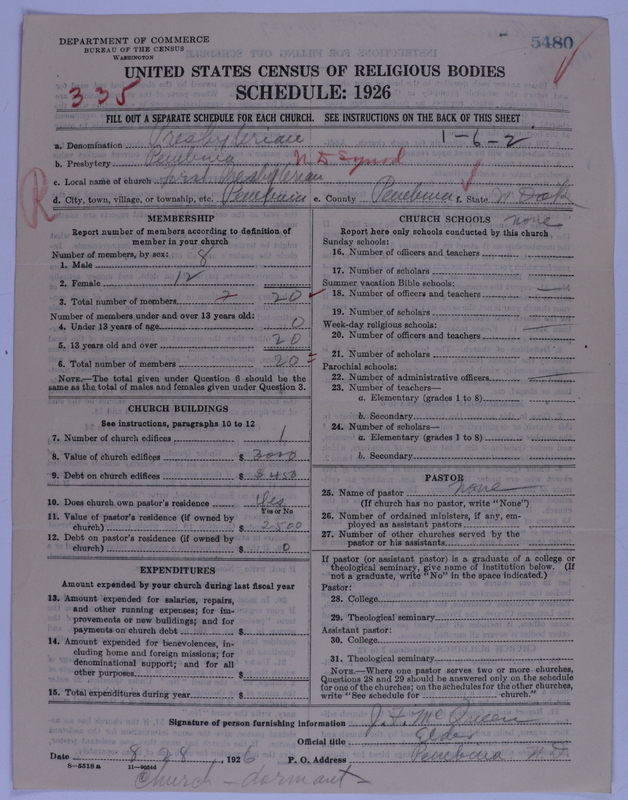 DEPARTMENT OF COMMERCE
BUREAU OF THE CENSUS
WASHINGTON
5480
UNITED STATES CENSUS OF RELIGIOUS BODIES
SCHEDULE: 1926
335
FILL OUT A SEPARATE SCHEDULE FOR EACH CHURCH. SEE INSTRUCTIONS ON THE BACK OF THIS SHEET
1-6-2
a. Denomination Presbyterian
b. Presbytery Pembina N D Synod
c. Local name of church First Presbyterian
d. City, town, village, or township, etc. Pembina e. County Pembina f. State N Dak
R
MEMBERSHIP
Report number of members according to definition of member in your church
Number of members, by sex:
1. Male 8
2. Female 12
3. Total number of members 20
Number of members under and over 13 years old:
4. Under 13 years of age 0
5. 13 years old and over 20
6. Total number of members 20
NOTE.—The total given under Question 6 should be the
same as the total of males and females given under Question 3.
CHURCH BUILDINGS
See instructions, paragraphs 10 to 12
7. Number of church edifices 1
8. Value of church edifices $ 3000
9. Debt on church edifices $ $450
10. Does church own pastor's residence Yes
Yes or No
11. Value of pastor's residence (if owned by
church) $ 2500
12. Debt on pastor's residence (if owned by
church) $ 0
EXPENDITURES
Amount expended by your church during last fiscal year
13. Amount expended for salaries, repairs,
and other running expenses; for im-
provements or new buildings; and for
payments on church debt $
14. Amount expended for benevolences, in-
cluding home and foreign missions; for
denominational support; and for all
other purposes $
15. Total expenditures during year $
CHURCH SCHOOLS none
Report here only schools conducted by this church
Sunday schools:
16. Number of officers and teachers
17. Number of scholars
Summer vacation Bible schools:
18. Number of officers and teachers
19. Number of scholars
Week-day religious schools:
20. Number of officers and teachers
21. Number of scholars
Parochial schools:
22. Number of administrative officers
23. Number of teachers—
a. Elementary (grades 1 to 8)
b. Secondary
24. Number of scholars—
a. Elementary (grades 1 to 8)
b. Secondary
PASTOR
25. Name of pastor none
(If church has no pastor, write "None")
26. Number of ordained ministers, if any, em-
ployed as assistant pastors
27. Number of other churches served by the
pastor or his assistants
If pastor (or assistant pastor) is a graduate of a college or
theological seminary, give name of institution below. (If
not a graduate, write "No" in the space indicated.)
Pastor:
28. College
29. Theological seminary
Assistant pastor:
30. College
31. Theological seminary
NOTE.—Where one pastor serves two or more churches,
Questions 28 and 29 should be answered only on the schedule
for one of the churches; on the schedules for the other churches,
write "See schedule for church."
Signature of person furnishing information J. F. McQueen
Official title Elder
Date 8 28, 1926 P. O. Address Pembina N.D.
8—5518 a
Church - dormant